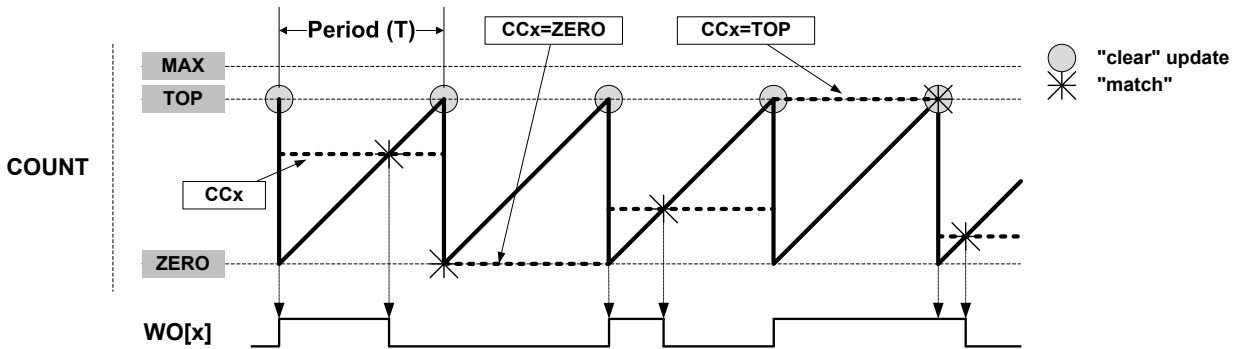 Period (T)
CCx=ZERO
CCx=TOP
"clear" update
"match"
MAX
TOP
COUNT
CCx
ZERO
WO[x]